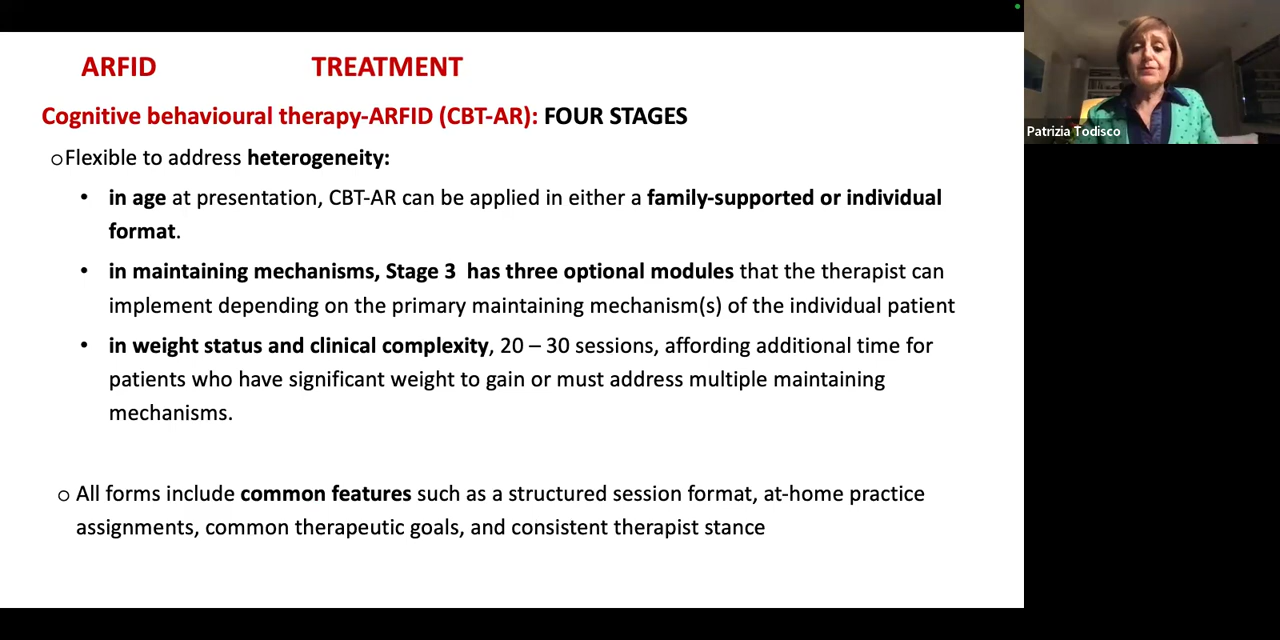 ARFID TREATMENT
Cognitive behavioural therapy-ARFID (CBT-AR): FOUR STAGES
○Flexible to address heterogeneity:
• in age at presentation, CBT-AR can be applied in either a family-supported or individual
format.
• in maintaining mechanisms, Stage 3 has three optional modules that the therapist can
implement depending on the primary maintaining mechanism(s) of the individual patient
• in weight status and clinical complexity, 20 – 30 sessions, affording additional time for
patients who have significant weight to gain or must address multiple maintaining
mechanisms.
○ All forms include common features such as a structured session format, at-home practice
assignments, common therapeutic goals, and consistent therapist stance
Patrizia Todisco